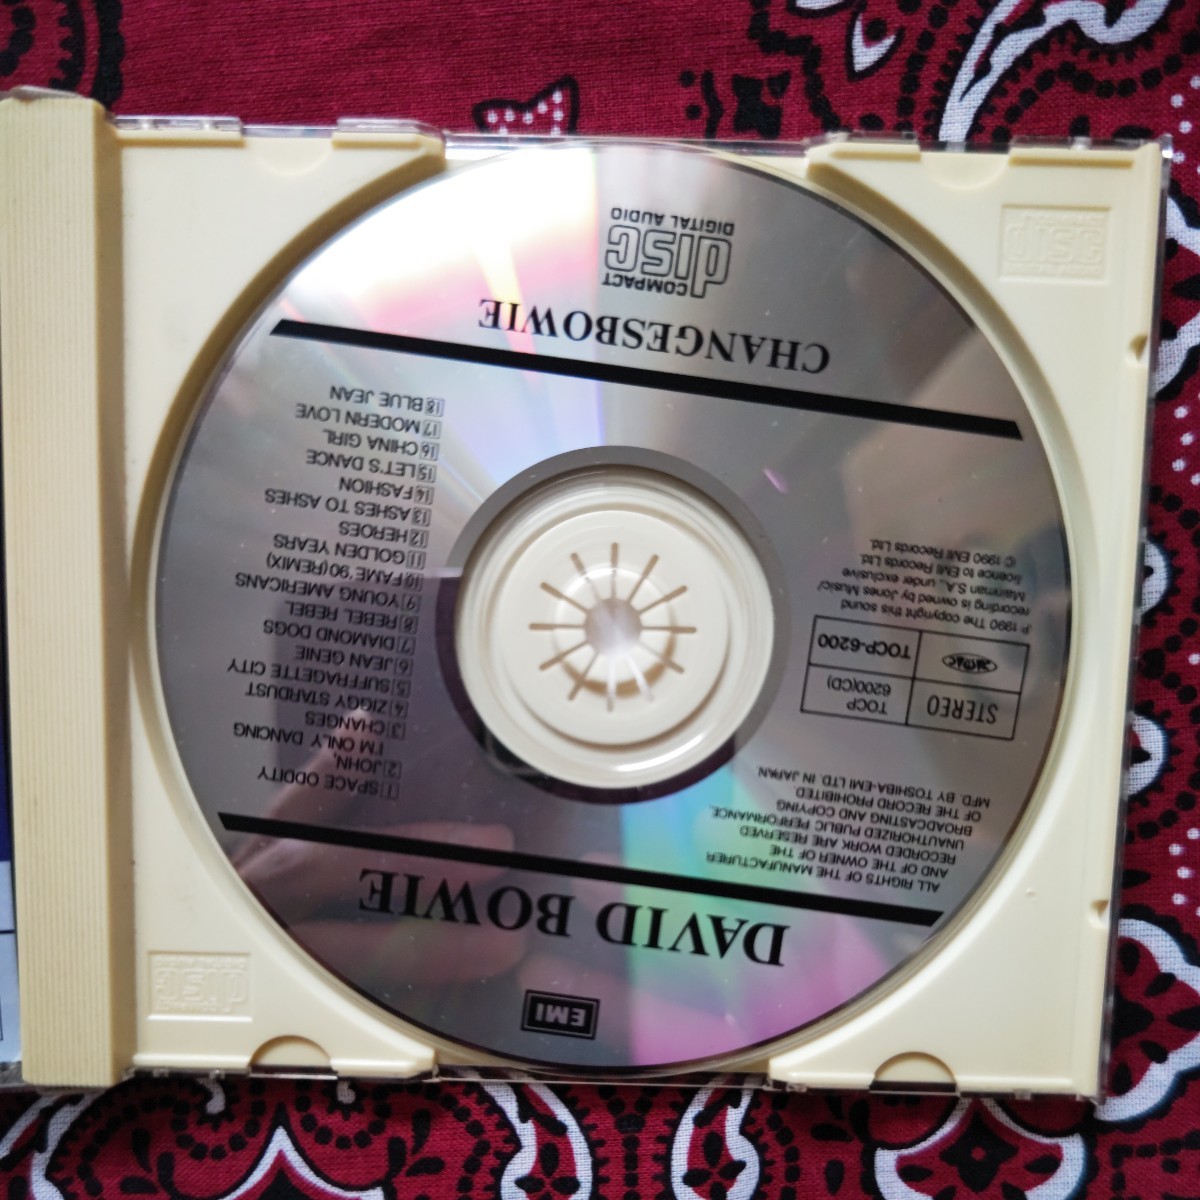 EMI
DAVID BOWIE
ALL RIGHTS OF THE MANUFACTURER
AND OF THE OWNER OF THE
RECORDED WORK ARE RESERVED
UNAUTHORIZED PUBLIC PERFORMANCE,
BROADCASTING AND COPYING
OF THE RECORD PROHIBITED.
MFD. BY TOSHIBA-EMI LTD. IN JAPAN.
STEREO
TOCP
6200(CD)
TOCP-6200
P 1990 The copyright this sound
recording is owned by Jones Music/
Mainman S.A., under exclusive
licence to EMI Records Ltd.
C 1990 EMI Records Ltd.
1 SPACE ODDITY
2 JOHN,
I'M ONLY DANCING
3 CHANGES
4 ZIGGY STARDUST
5 SUFFRAGETTE CITY
6 JEAN GENIE
7 DIAMOND DOGS
8 REBEL REBEL
9 YOUNG AMERICANS
10 FAME '90(REMIX)
11 GOLDEN YEARS
12 HEROES
13 ASHES TO ASHES
14 FASHION
15 LET'S DANCE
16 CHINA GIRL
17 MODERN LOVE
18 BLUE JEAN
CHANGESBOWIE
COMPACT
disc
DIGITAL AUDIO
disc
disc